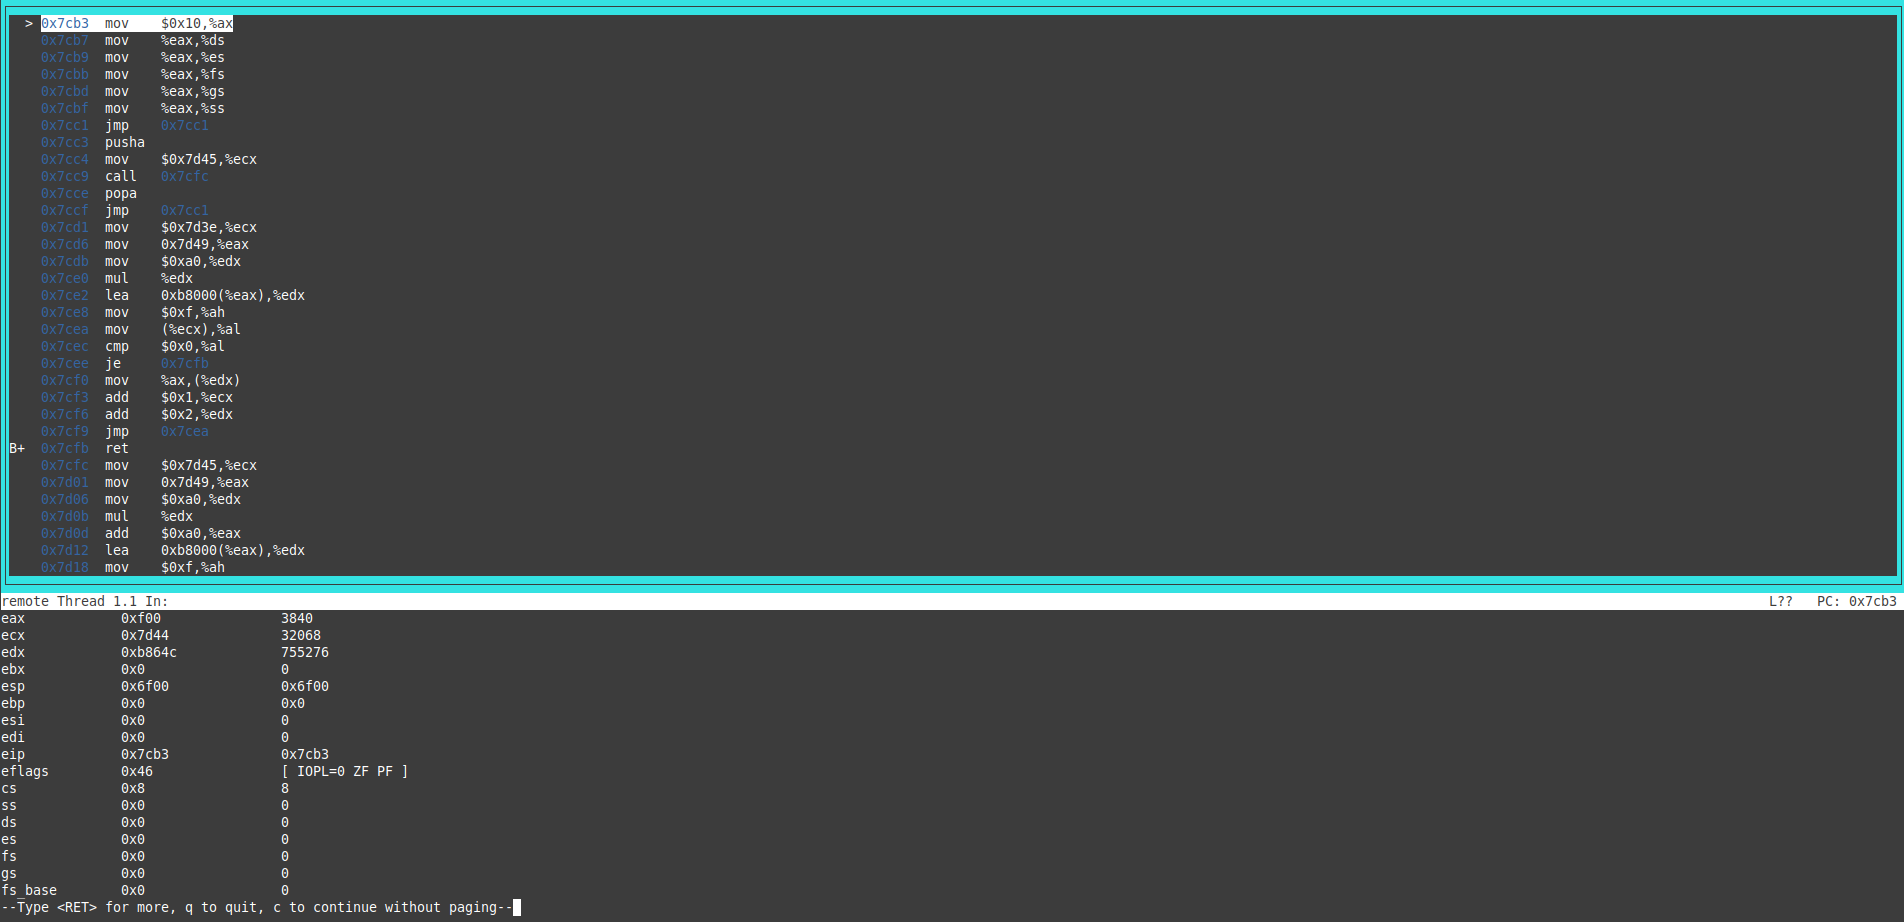 > 0x7cb3 mov $0x10,%ax
0x7cb7 mov %eax,%ds
0x7cb9 mov %eax,%es
0x7cbb mov %eax,%fs
0x7cbd mov %eax,%gs
0x7cbf mov %eax,%ss
0x7cc1 jmp 0x7cc1
0x7cc3 pusha
0x7cc4 mov $0x7d45,%ecx
0x7cc9 call 0x7cfc
0x7cce popa
0x7ccf jmp 0x7cc1
0x7cd1 mov $0x7d3e,%ecx
0x7cd6 mov 0x7d49,%eax
0x7cdb mov $0xa0,%edx
0x7ce0 mul %edx
0x7ce2 lea 0xb8000(%eax),%edx
0x7ce8 mov $0xf,%ah
0x7cea mov (%ecx),%al
0x7cec cmp $0x0,%al
0x7cee je 0x7cfb
0x7cf0 mov %ax,(%edx)
0x7cf3 add $0x1,%ecx
0x7cf6 add $0x2,%edx
0x7cf9 jmp 0x7cea
B+ 0x7cfb ret
0x7cfc mov $0x7d45,%ecx
0x7d01 mov 0x7d49,%eax
0x7d06 mov $0xa0,%edx
0x7d0b mul %edx
0x7d0d add $0xa0,%eax
0x7d12 lea 0xb8000(%eax),%edx
0x7d18 mov $0xf,%ah
remote Thread 1.1 In: L?? PC: 0x7cb3
eax 0xf00 3840
ecx 0x7d44 32068
edx 0xb864c 755276
ebx 0x0 0
esp 0x6f00 0x6f00
ebp 0x0 0x0
esi 0x0 0
edi 0x0 0
eip 0x7cb3 0x7cb3
eflags 0x46 [ IOPL=0 ZF PF ]
cs 0x8 8
ss 0x0 0
ds 0x0 0
es 0x0 0
fs 0x0 0
gs 0x0 0
fs_base 0x0 0
--Type <RET> for more, q to quit, c to continue without paging--